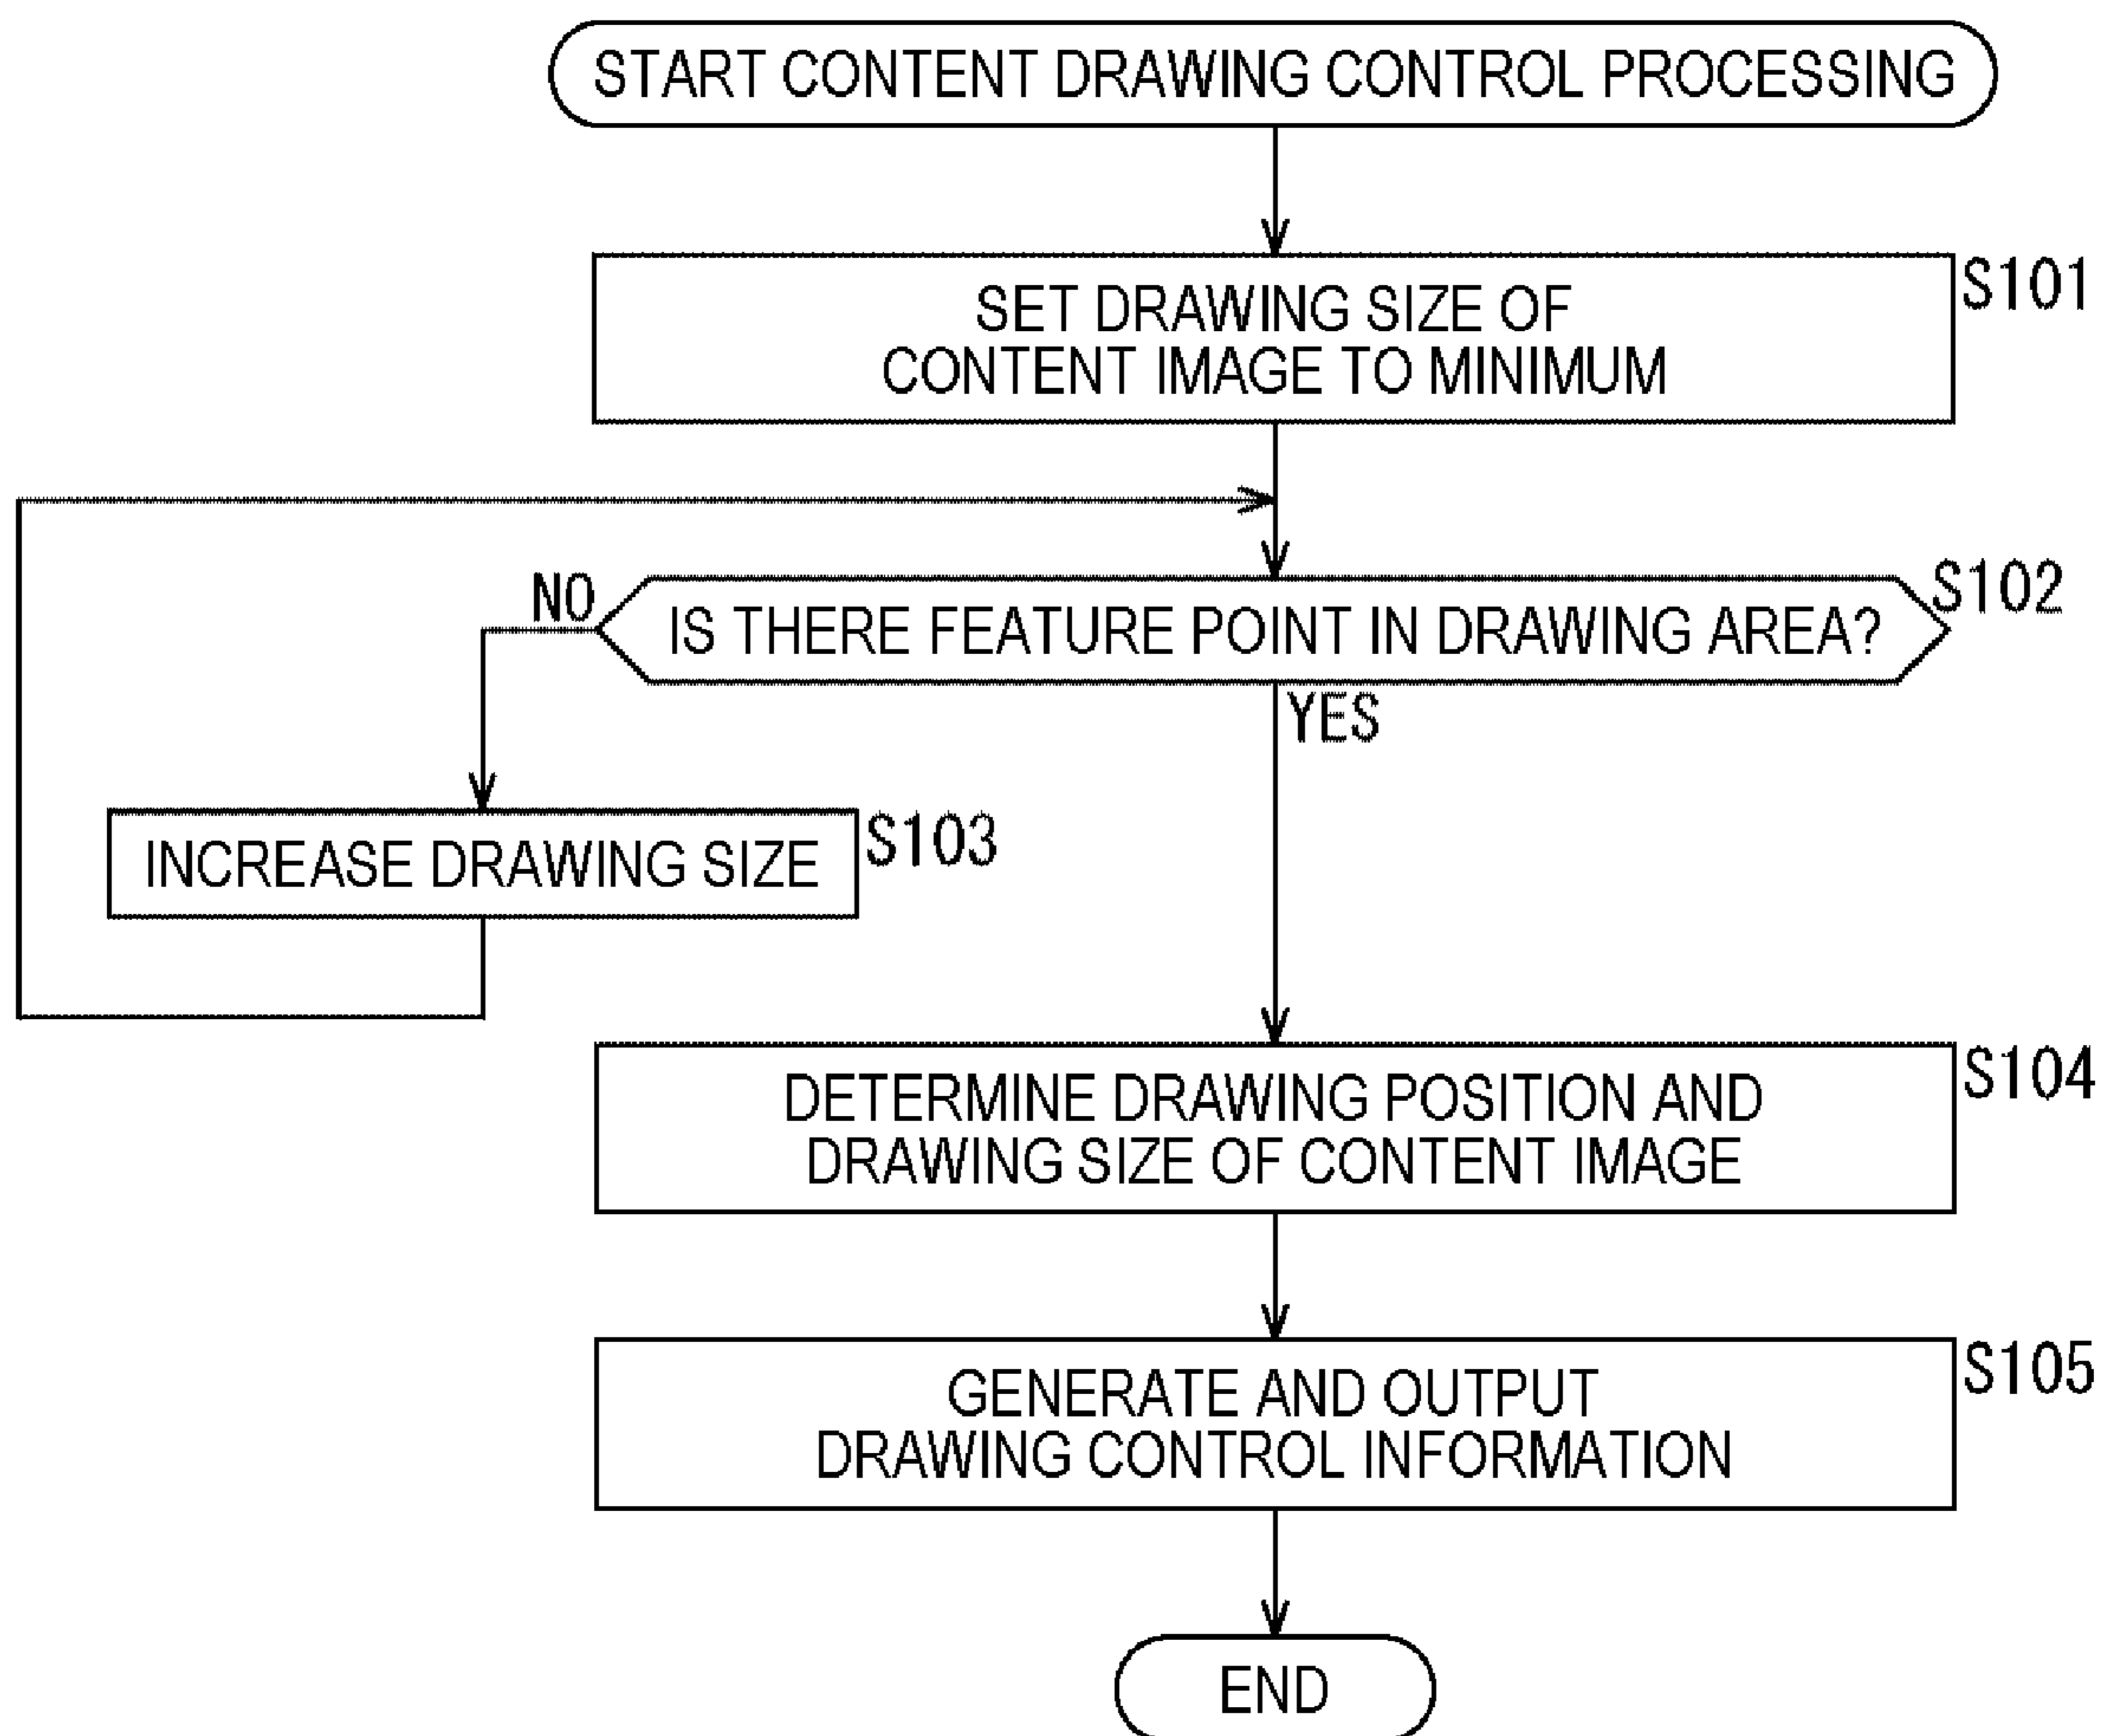 START CONTENT DRAWING CONTROL PROCESSING
S101
SET DRAWING SIZE OF
CONTENT IMAGE TO MINIMUM
NO
S102
IS THERE FEATURE POINT IN DRAWING AREA?
YES
INCREASE DRAWING SIZE
S103
S104
DETERMINE DRAWING POSITION AND
DRAWING SIZE OF CONTENT IMAGE
S105
GENERATE AND OUTPUT
DRAWING CONTROL INFORMATION
END